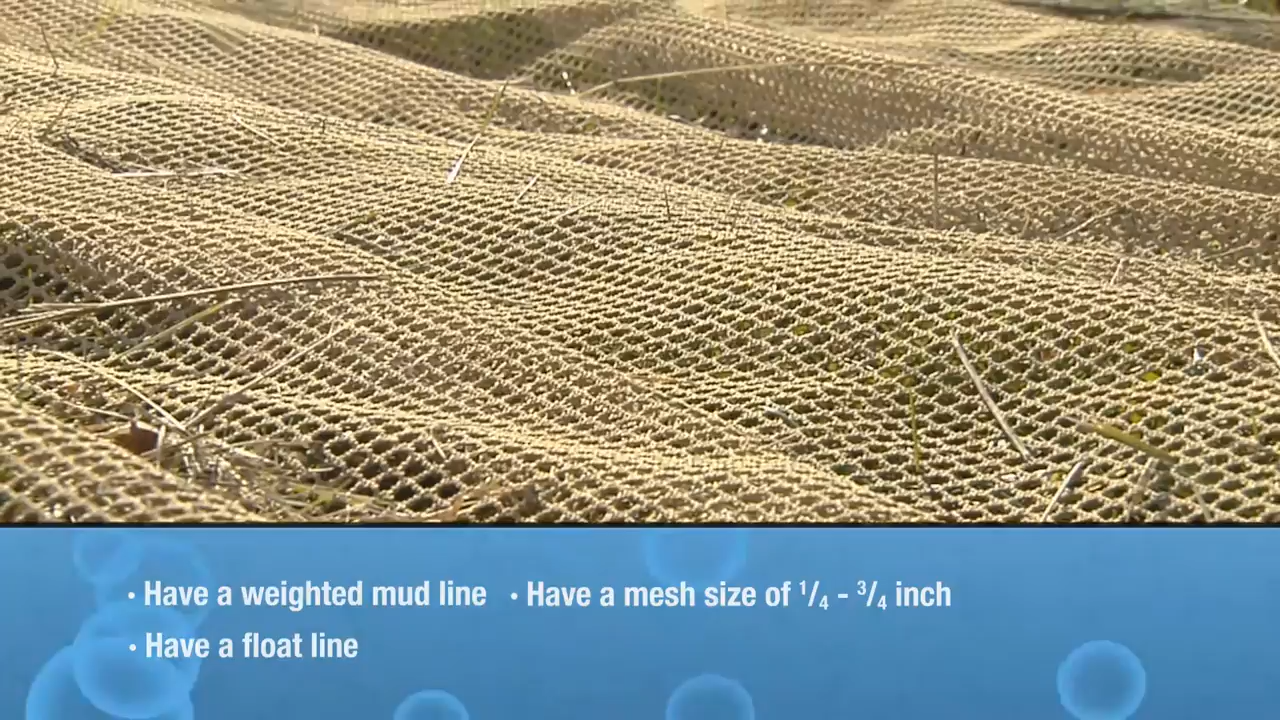 • Have a weighted mud line • Have a mesh size of 1/4 - 3/4 inch
• Have a float line